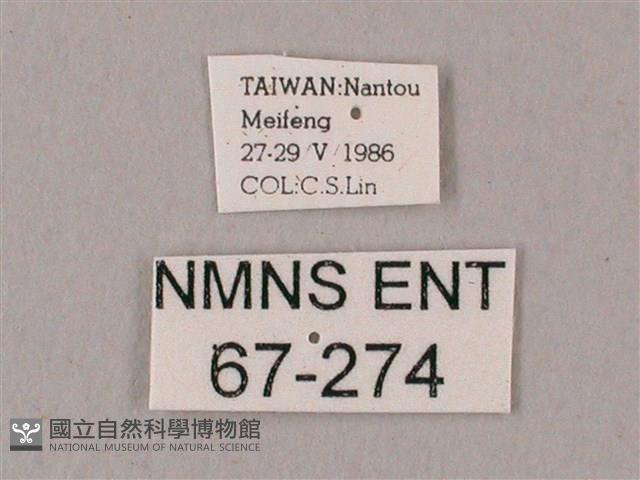 TAIWAN:Nantou
Meifeng
27-29/V/1986
COL:C.S.Lin
NMNS ENT
67-274
國立自然科學博物館
NATIONAL MUSEUM OF NATURAL SCIENCE